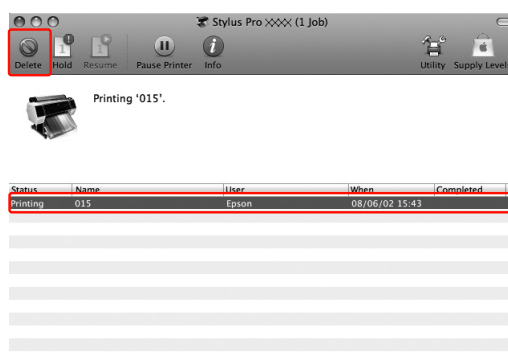 Stylus Pro XXXX (1 Job)
Delete Hold Resume Pause Printer Info Utility Supply Level
Printing ‘015’.
Status Name User When Completed
Printing 015 Epson 08/06/02 15:43